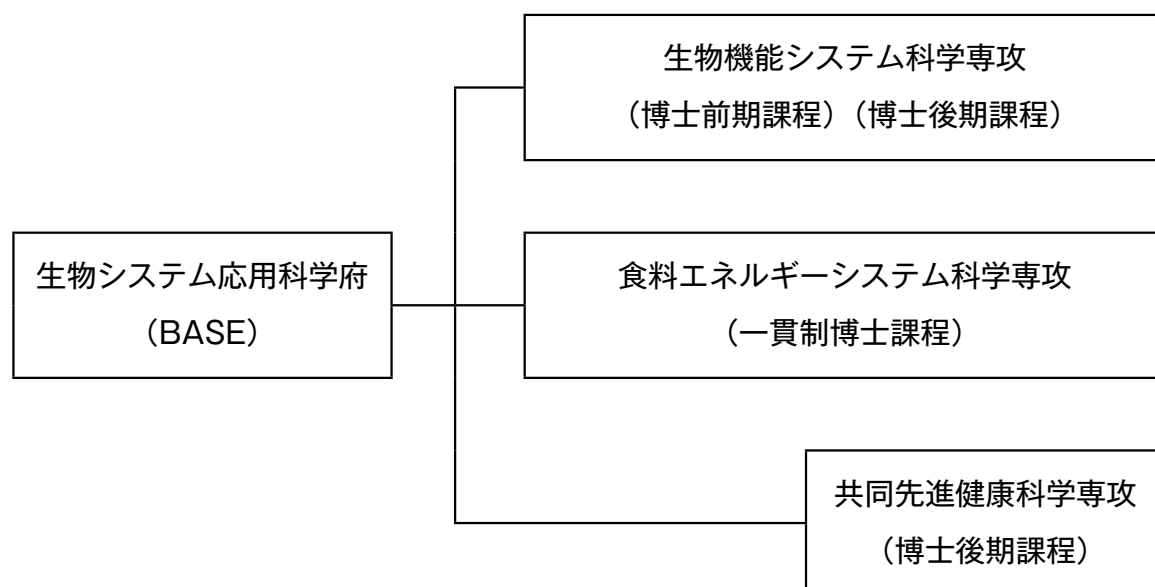 生物機能システム科学専攻
（博士前期課程）（博士後期課程）
生物システム応用科学府
（BASE）
食料エネルギーシステム科学専攻
（一貫制博士課程）
共同先進健康科学専攻
（博士後期課程）